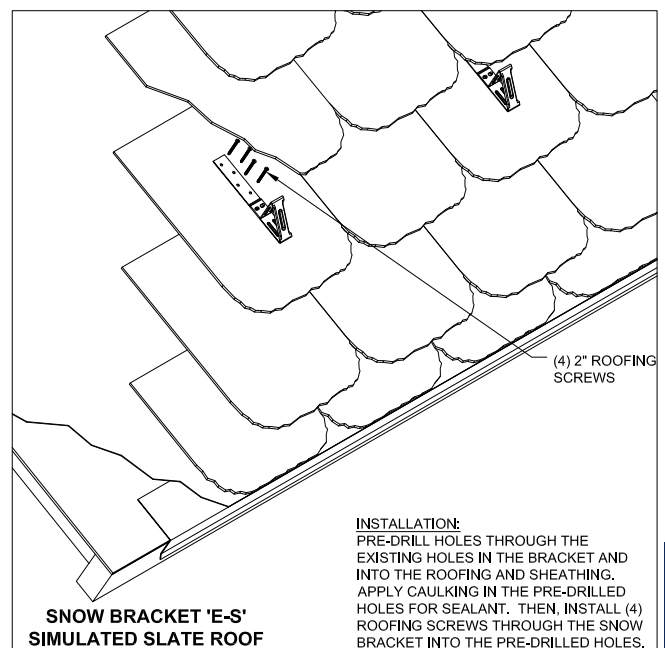 (4) 2" ROOFING
SCREWS
INSTALLATION:
PRE-DRILL HOLES THROUGH THE
EXISTING HOLES IN THE BRACKET AND
INTO THE ROOFING AND SHEATHING.
APPLY CAULKING IN THE PRE-DRILLED
HOLES FOR SEALANT. THEN, INSTALL (4)
ROOFING SCREWS THROUGH THE SNOW
BRACKET INTO THE PRE-DRILLED HOLES.
SNOW BRACKET 'E-S'
SIMULATED SLATE ROOF